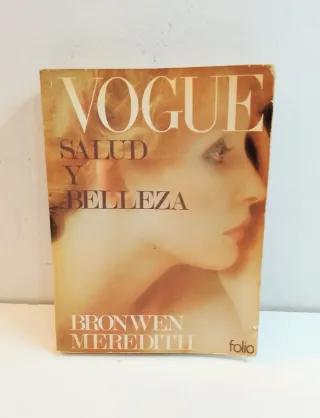 VOGUE
SALUD
Y
BELLEZA
BRONWEN
MEREDITH
folio